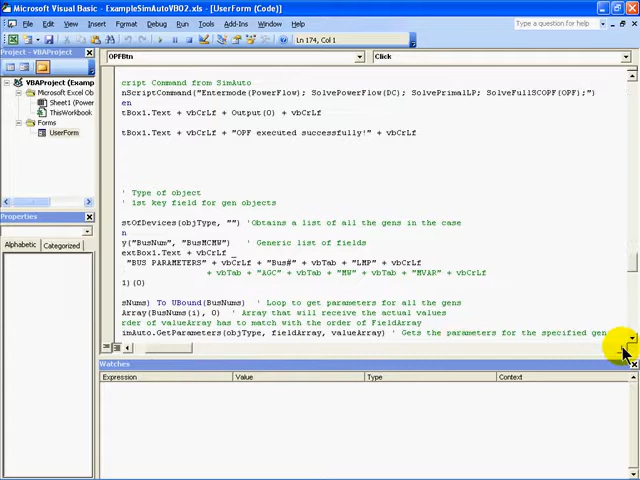 Microsoft Visual Basic - ExampleSimAutoVB02.xls - [UserForm (Code)]
File Edit View Insert Format Debug Run Tools Add-Ins Window Help
Type a question for help
Ln 174, Col 1
Project - VBAProject
OPFBtn
Click
VBAProject (Examp
Microsoft Excel Ob
Sheet1 (Power
ThisWorkbook
Forms
UserForm
Properties
Alphabetic Categorized
cript Command from SimAuto
nScriptCommand("Entermode(PowerFlow); SolvePowerFlow(DC); SolvePrimalLP; SolveFullSCOPF(OPF);")
en
tBox1.Text + vbCrLf + Output(0) + vbCrLf
tBox1.Text + vbCrLf + "OPF executed successfully!" + vbCrLf
' Type of object
' 1st key field for gen objects
stOfDevices(objType, "") 'Obtains a list of all the gens in the case
n
y("BusNum", "BusMCMW") ' Generic list of fields
extBox1.Text + vbCrLf _
"BUS PARAMETERS" + vbCrLf + "Bus#" + vbTab + "LMP" + vbCrLf
+ vbTab + "AGC" + vbTab + "MW" + vbTab + "MVAR" + vbCrLf
1)(0)
sNums) To UBound(BusNums) ' Loop to get parameters for all the gens
Array(BusNums(i), 0) ' Array that will receive the actual values
rder of valueArray has to match with the order of FieldArray
imAuto.GetParameters(objType, fieldArray, valueArray) ' Gets the parameters for the specified gen
Watches
Expression Value Type Context